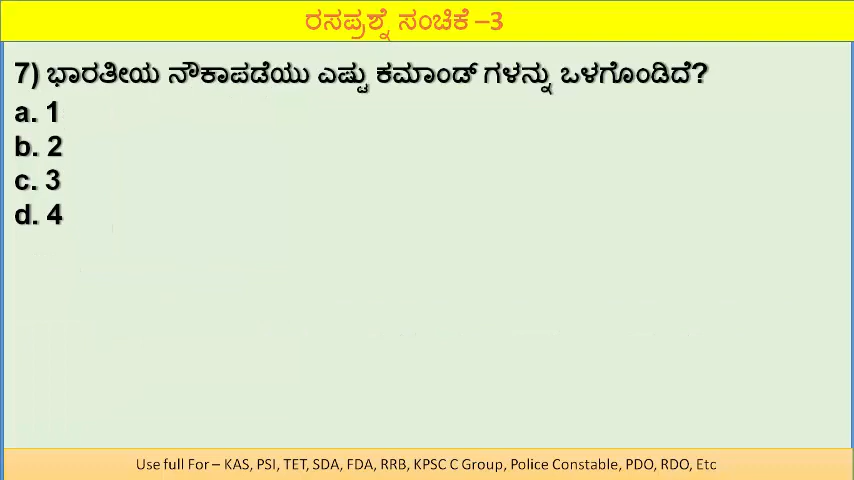 ರಸಪ್ರಶ್ನೆ ಸಂಚಿಕೆ –3
7) ಭಾರತೀಯ ನೌಕಾಪಡೆಯು ಎಷ್ಟು ಕಮಾಂಡ್ ಗಳನ್ನು ಒಳಗೊಂಡಿದೆ?
a. 1
b. 2
c. 3
d. 4
Use full For – KAS, PSI, TET, SDA, FDA, RRB, KPSC C Group, Police Constable, PDO, RDO, Etc